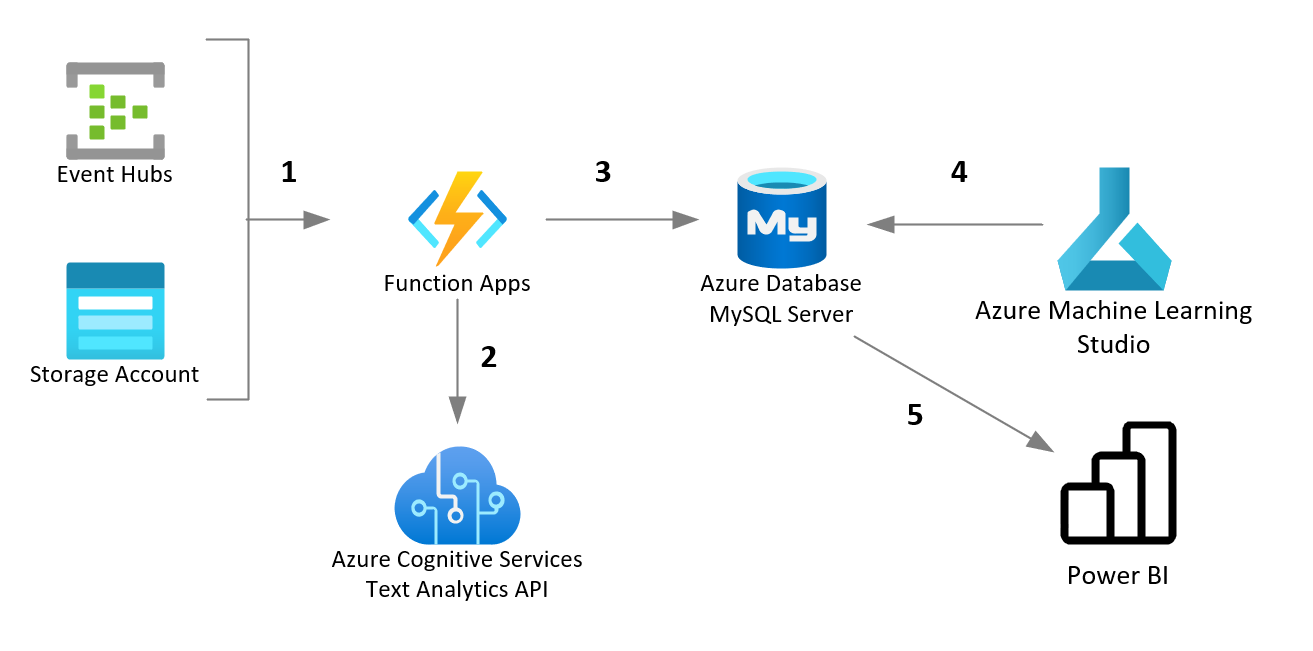 Event Hubs
Storage Account
1
Function Apps
2
Azure Cognitive Services
Text Analytics API
3
My
Azure Database
MySQL Server
4
Azure Machine Learning
Studio
5
Power BI